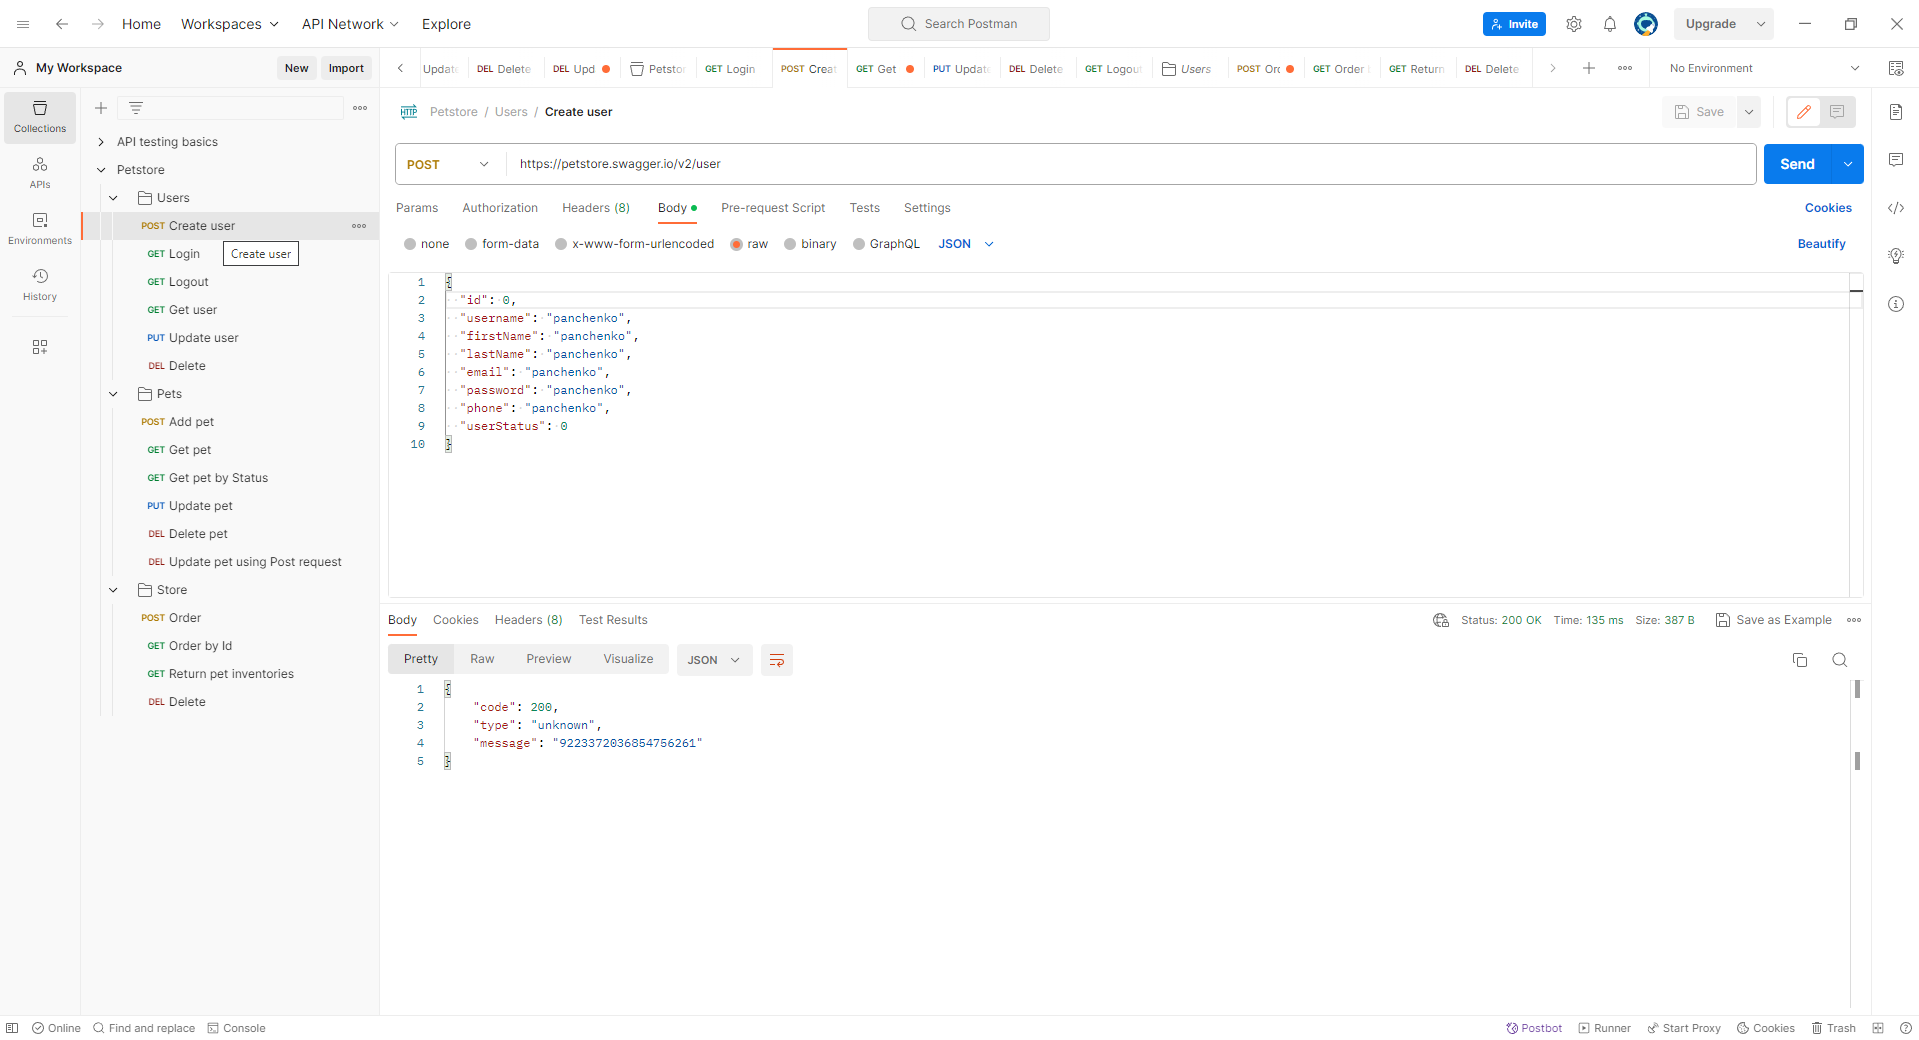 Home Workspaces API Network Explore Search Postman Invite Upgrade
My Workspace New Import Update DEL Delete DEL Upd Petstor GET Login POST Creat GET Get PUT Update DEL Delete GET Logout Users POST Orc GET Order GET Return DEL Delete No Environment
Collections
APIs
Environments
History
API testing basics
Petstore
Users
POST Create user
GET Login
Create user
GET Logout
GET Get user
PUT Update user
DEL Delete
Pets
POST Add pet
GET Get pet
GET Get pet by Status
PUT Update pet
DEL Delete pet
DEL Update pet using Post request
Store
POST Order
GET Order by Id
GET Return pet inventories
DEL Delete
HTTP Petstore / Users / Create user Save
POST https://petstore.swagger.io/v2/user Send
Params Authorization Headers (8) Body Pre-request Script Tests Settings Cookies
none form-data x-www-form-urlencoded raw binary GraphQL JSON Beautify
1 {
2 "id": 0,
3 "username": "panchenko",
4 "firstName": "panchenko",
5 "lastName": "panchenko",
6 "email": "panchenko",
7 "password": "panchenko",
8 "phone": "panchenko",
9 "userStatus": 0
10 }
Body Cookies Headers (8) Test Results Status: 200 OK Time: 135 ms Size: 387 B Save as Example
Pretty Raw Preview Visualize JSON
1 {
2 "code": 200,
3 "type": "unknown",
4 "message": "9223372036854756261"
5 }
Online Find and replace Console Postbot Runner Start Proxy Cookies Trash